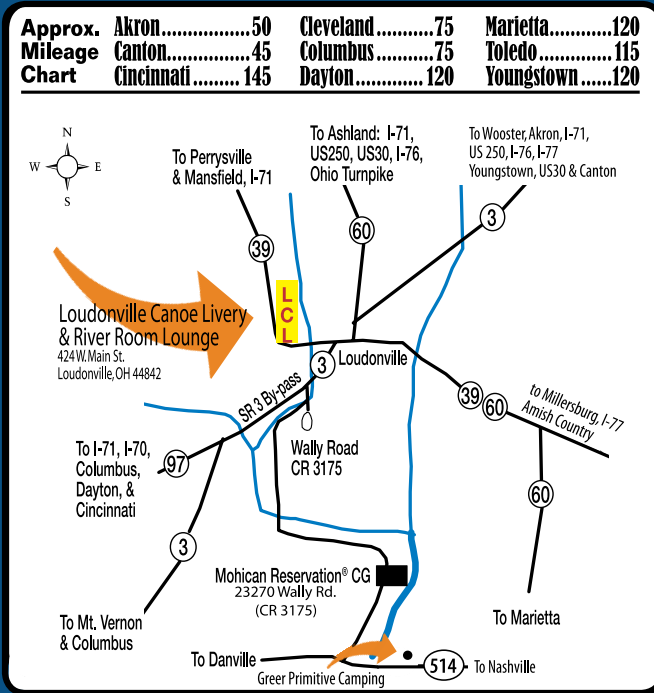 Approx. Akron..............50 Cleveland.......75 Marietta..........120
Mileage Canton.............45 Columbus........75 Toledo.............115
Chart Cincinnati..........145 Dayton..........120 Youngstown......120
N
W E
S
To Perrysville
& Mansfield, I-71
To Ashland: I-71,
US250, US30, I-76,
Ohio Turnpike
To Wooster, Akron, I-71,
US 250, I-76, I-77
Youngstown, US30 & Canton
39
60
3
L
C
L
Loudonville Canoe Livery
& River Room Lounge
424 W. Main St.
Loudonville, OH 44842
3
Loudonville
SR 3 By-pass
39
60
to Millersburg, I-77
Amish Country
Wally Road
CR 3175
To I-71, I-70,
Columbus,
Dayton, &
Cincinnati
97
60
3
Mohican Reservation® CG
23270 Wally Rd.
(CR 3175)
To Mt. Vernon
& Columbus
To Marietta
To Danville
514
To Nashville
Greer Primitive Camping